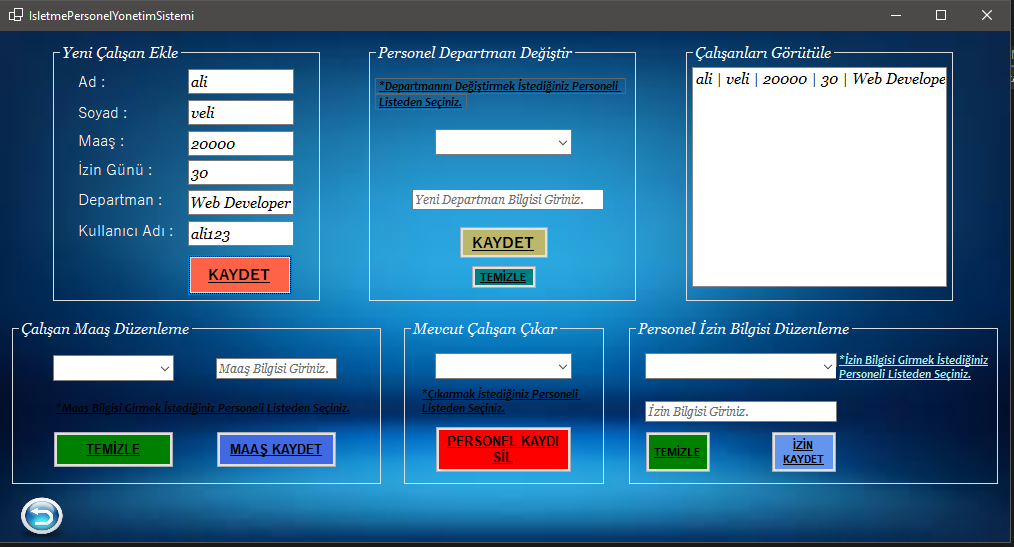 IsletmePersonelYonetimSistemi
Yeni Çalışan Ekle
Ad :
ali
Soyad :
veli
Maaş :
20000
İzin Günü :
30
Departman :
Web Developer
Kullanıcı Adı :
ali123
KAYDET
Personel Departman Değiştir
*Departmanını Değiştirmek İstediğiniz Personeli
Listeden Seçiniz.
Yeni Departman Bilgisi Giriniz.
KAYDET
TEMİZLE
Çalışanları Görütüle
ali | veli | 20000 | 30 | Web Develope
Çalışan Maaş Düzenleme
Maaş Bilgisi Giriniz.
*Maaş Bilgisi Girmek İstediğiniz Personeli Listeden Seçiniz.
TEMİZLE
MAAŞ KAYDET
Mevcut Çalışan Çıkar
*Çıkarmak İstediğiniz Personeli
Listeden Seçiniz.
PERSONEL KAYDI
SİL
Personel İzin Bilgisi Düzenleme
*İzin Bilgisi Girmek İstediğiniz
Personeli Listeden Seçiniz.
İzin Bilgisi Giriniz.
TEMİZLE
İZİN
KAYDET